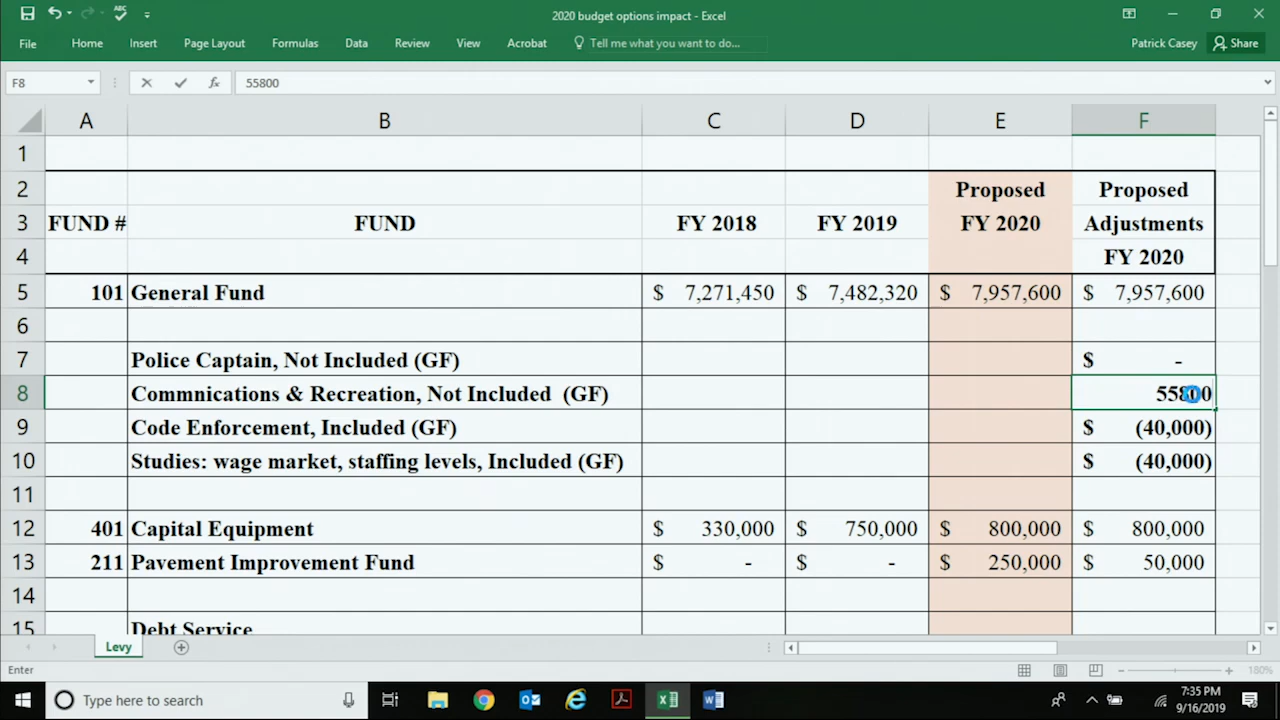 2020 budget options impact - Excel
File Home Insert Page Layout Formulas Data Review View Acrobat Tell me what you want to do... Patrick Casey Share
F8 fx 55800
A B C D E F
1
2 Proposed Proposed
3 FUND # FUND FY 2018 FY 2019 FY 2020 Adjustments
4 FY 2020
5 101 General Fund $ 7,271,450 $ 7,482,320 $ 7,957,600 $ 7,957,600
6
7 Police Captain, Not Included (GF) $ -
8 Commnications & Recreation, Not Included (GF) 55800
9 Code Enforcement, Included (GF) $ (40,000)
10 Studies: wage market, staffing levels, Included (GF) $ (40,000)
11
12 401 Capital Equipment $ 330,000 $ 750,000 $ 800,000 $ 800,000
13 211 Pavement Improvement Fund $ - $ - $ 250,000 $ 50,000
14
15 Debt Service
Levy
Enter 180%
Type here to search 7:35 PM
9/16/2019